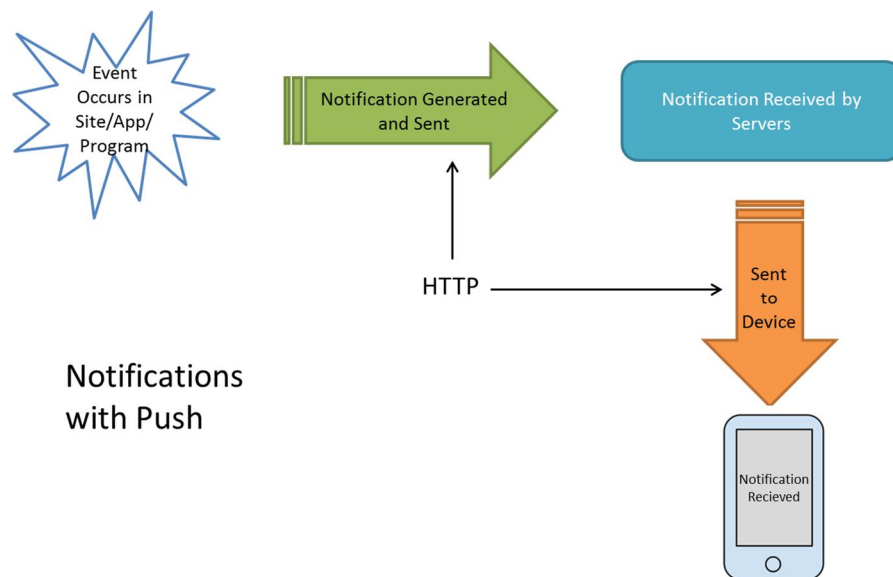 Event
Occurs in
Site/App/
Program
Notification Generated
and Sent
Notification Received by
Servers
HTTP
Sent
to
Device
Notifications
with Push
Notification
Recieved